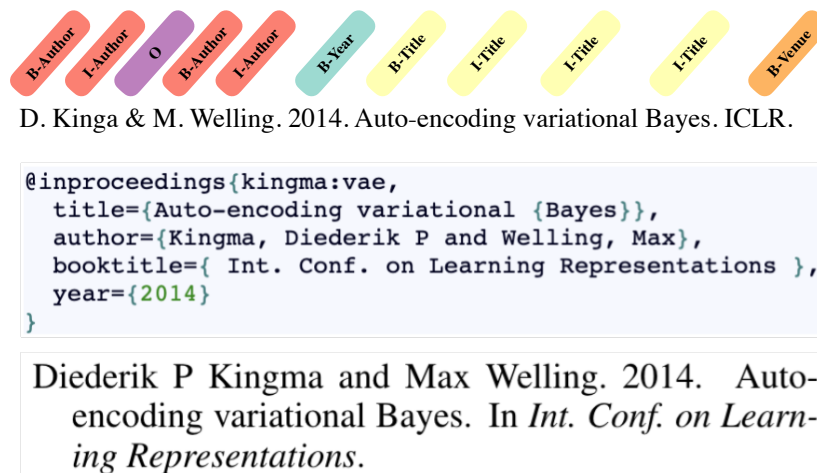 B-Author I-Author O B-Author I-Author B-Year B-Title I-Title I-Title I-Title B-Venue
D. Kinga & M. Welling. 2014. Auto-encoding variational Bayes. ICLR.
@inproceedings{kingma:vae,
title={Auto-encoding variational {Bayes}},
author={Kingma, Diederik P and Welling, Max},
booktitle={ Int. Conf. on Learning Representations },
year={2014}
}
Diederik P Kingma and Max Welling. 2014. Auto-
encoding variational Bayes. In Int. Conf. on Learn-
ing Representations.